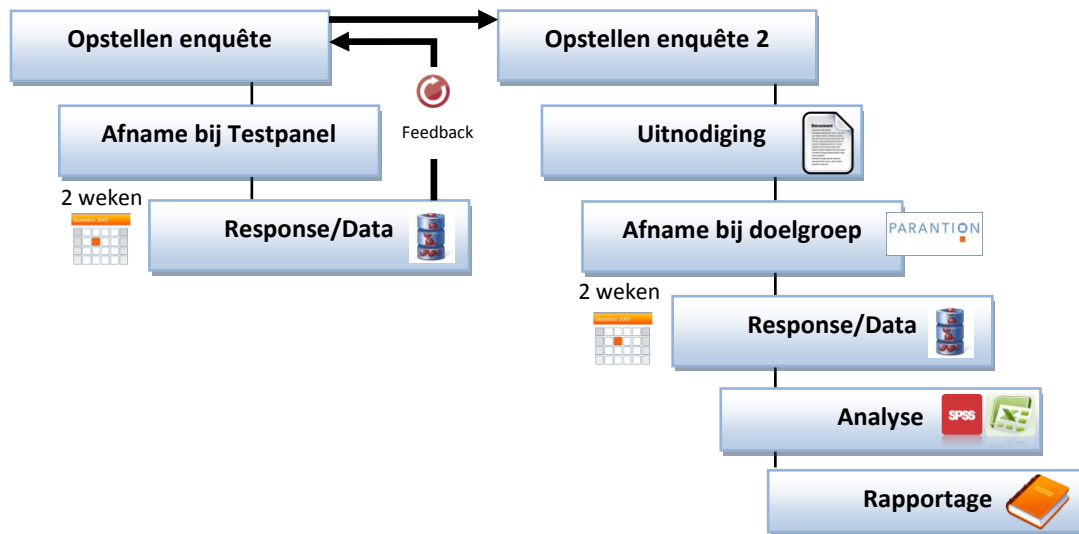 Opstellen enquête
Afname bij Testpanel
Feedback
2 weken
Response/Data
Opstellen enquête 2
Uitnodiging
Document
Afname bij doelgroep
PARANTION
2 weken
Response/Data
Analyse
SPSS
Rapportage